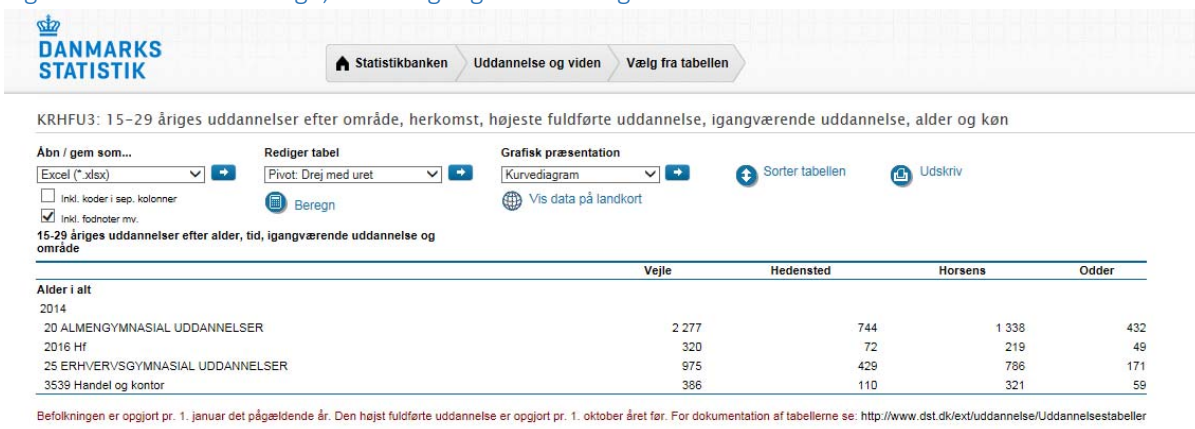 DANMARKS
STATISTIK
Statistikbanken Uddannelse og viden Vælg fra tabellen
KRHFU3: 15-29 åriges uddannelser efter område, herkomst, højeste fuldførte uddannelse, igangværende uddannelse, alder og køn
Åbn / gem som... Rediger tabel Grafisk præsentation
Excel (*.xlsx) Pivot: Drej med uret Kurvediagram Sorter tabellen Udskriv
Inkl. koder i sep. kolonner Beregn Vis data på landkort
Inkl. fodnoter mv.
15-29 åriges uddannelser efter alder, tid, igangværende uddannelse og
område
Vejle Hedensted Horsens Odder
Alder i alt
2014
20 ALMENGYMNASIAL UDDANNELSER 2 277 744 1 338 432
2016 Hf 320 72 219 49
25 ERHVERVSGYMNASIAL UDDANNELSER 975 429 786 171
3539 Handel og kontor 386 110 321 59
Befolkningen er opgjort pr. 1. januar det pågældende år. Den højst fuldførte uddannelse er opgjort pr. 1. oktober året før. For dokumentation af tabellerne se: http://www.dst.dk/ext/uddannelse/Uddannelsestabeller